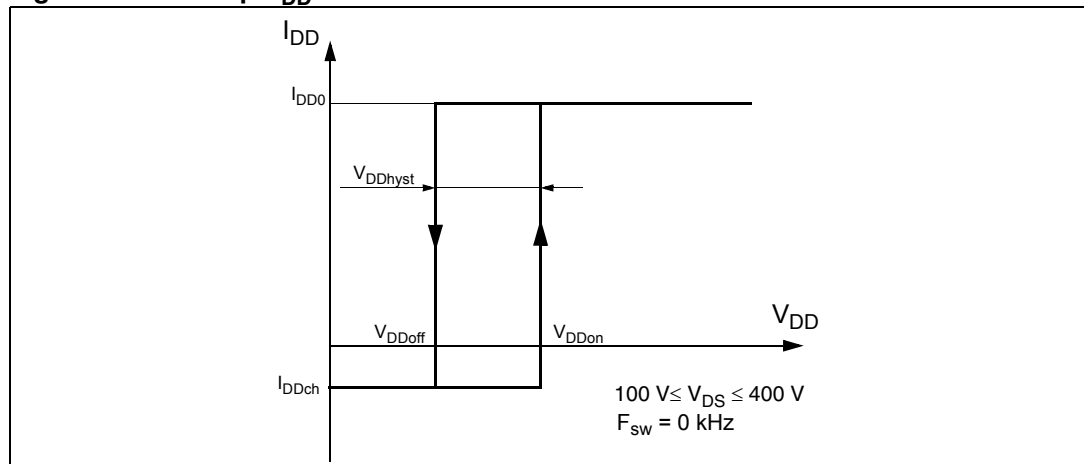 I_DD
I_DD0
V_DDhyst
V_DDoff
V_DDon
V_DD
I_DDch
100 V≤ V_DS ≤ 400 V
F_sw = 0 kHz